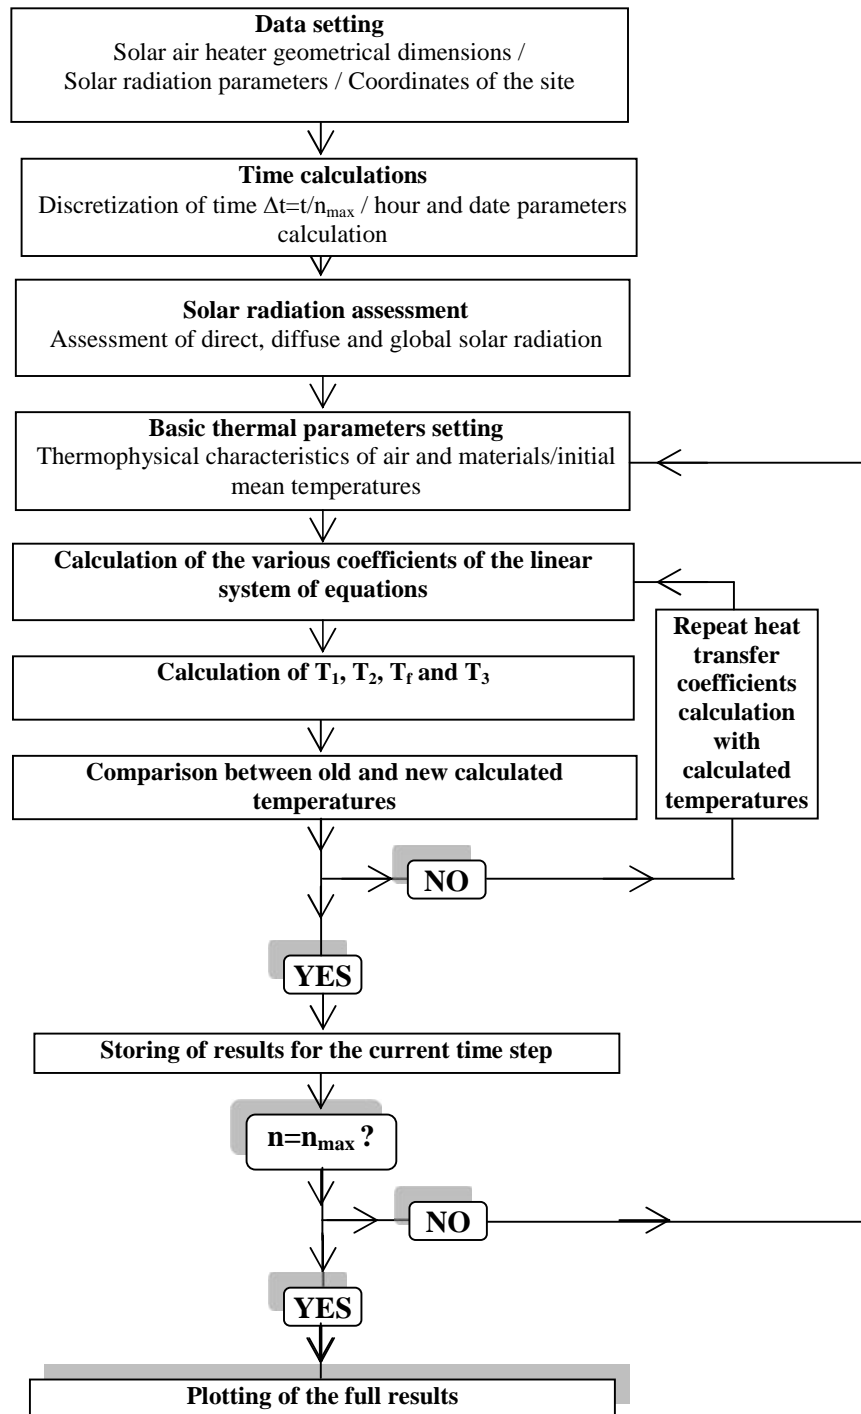 Data setting
Solar air heater geometrical dimensions /
Solar radiation parameters / Coordinates of the site
Time calculations
Discretization of time Δt=t/nmax / hour and date parameters
calculation
Solar radiation assessment
Assessment of direct, diffuse and global solar radiation
Basic thermal parameters setting
Thermophysical characteristics of air and materials/initial
mean temperatures
Calculation of the various coefficients of the linear
system of equations
Repeat heat
transfer
coefficients
calculation
with
calculated
temperatures
Calculation of T1, T2, Tf and T3
Comparison between old and new calculated
temperatures
NO
YES
Storing of results for the current time step
n=nmax ?
NO
YES
Plotting of the full results